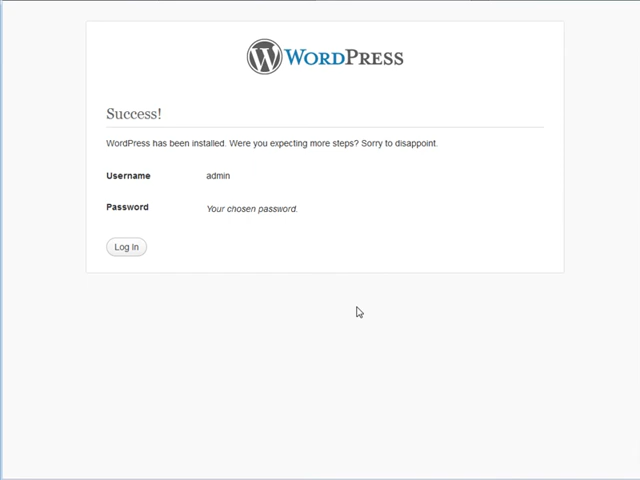 WORDPRESS
Success!
WordPress has been installed. Were you expecting more steps? Sorry to disappoint.
Username admin
Password Your chosen password.
Log In